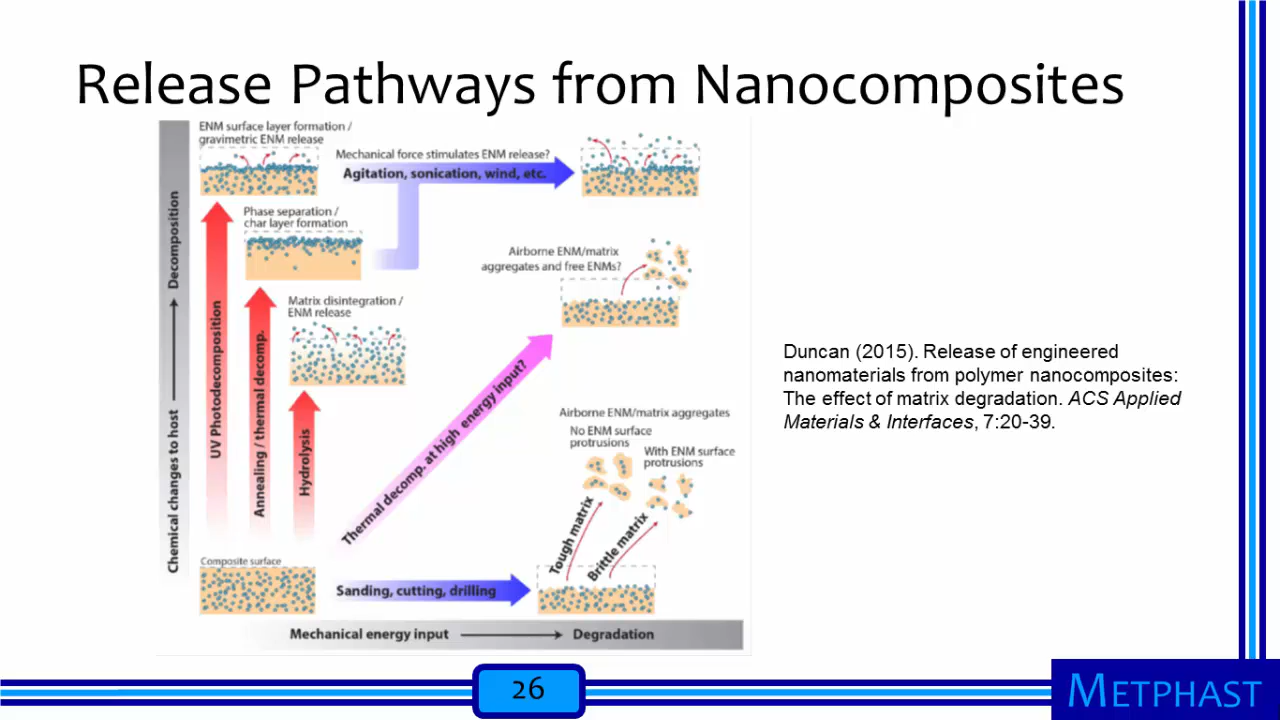 Release Pathways from Nanocomposites
ENM surface layer formation /
gravimetric ENM release
Mechanical force stimulates ENM release?
Agitation, sonication, wind, etc.
Phase separation /
char layer formation
Airborne ENM/matrix
aggregates and free ENMs?
Matrix disintegration /
ENM release
Chemical changes to host
Decomposition
UV Photodecomposition
Annealing / thermal decomp.
Hydrolysis
Thermal decomp. at high energy input?
Airborne ENM/matrix aggregates
No ENM surface
protrusions
With ENM surface
protrusions
Tough matrix
Brittle matrix
Composite surface
Sanding, cutting, drilling
Mechanical energy input
Degradation
Duncan (2015). Release of engineered
nanomaterials from polymer nanocomposites:
The effect of matrix degradation. ACS Applied
Materials & Interfaces, 7:20-39.
26
METPHAST